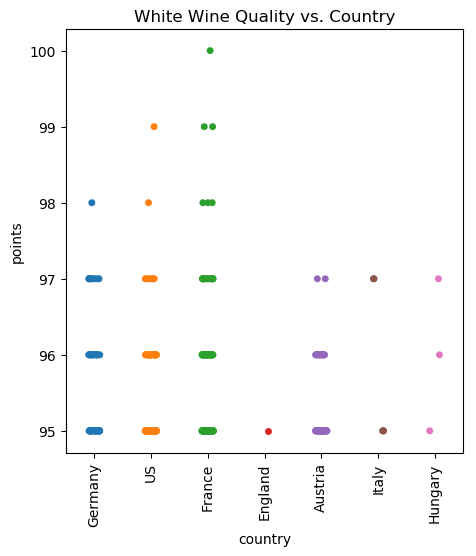 White Wine Quality vs. Country
points
100
99
98
97
96
95
Germany
US
France
England
Austria
Italy
Hungary
country